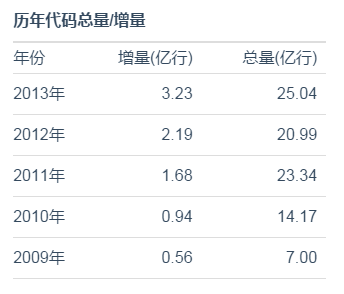 历年代码总量/增量
年份 增量(亿行) 总量(亿行)
2013年 3.23 25.04
2012年 2.19 20.99
2011年 1.68 23.34
2010年 0.94 14.17
2009年 0.56 7.00